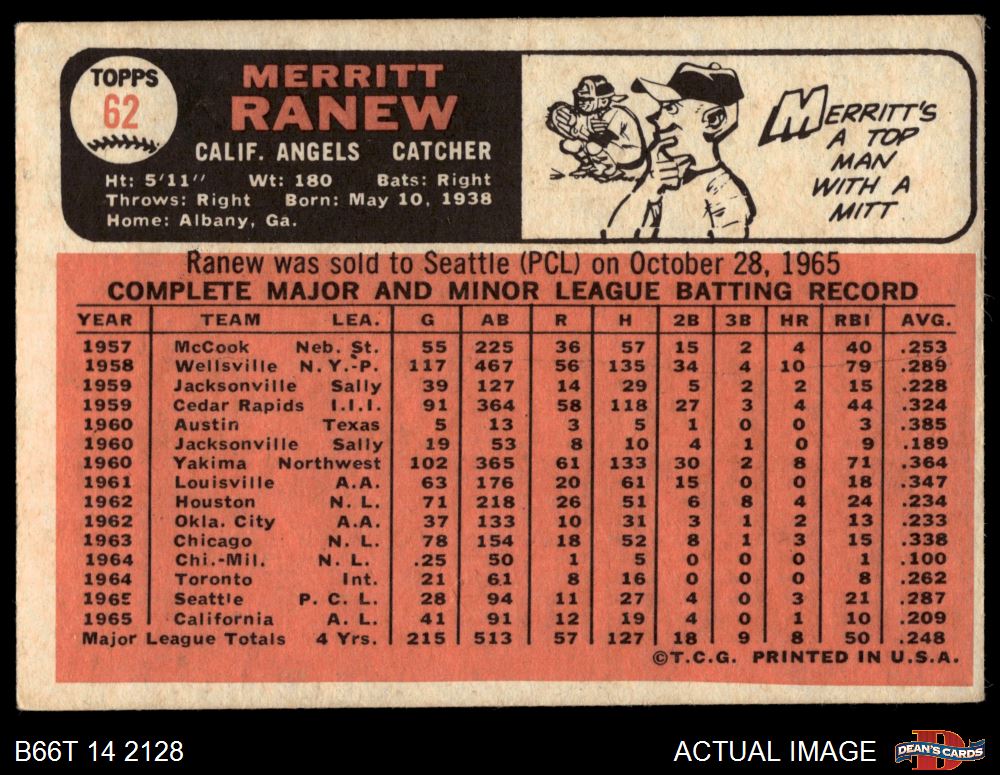 TOPPS
62
MERRITT
RANEW
CALIF. ANGELS CATCHER
Ht: 5'11" Wt: 180 Bats: Right
Throws: Right Born: May 10, 1938
Home: Albany, Ga.
MERRITT'S
A TOP
MAN
WITH A
MITT
Ranew was sold to Seattle (PCL) on October 28, 1965
COMPLETE MAJOR AND MINOR LEAGUE BATTING RECORD
YEAR TEAM LEA. G AB R H 2B 3B HR RBI AVG.
1957 McCook Neb. St. 55 225 36 57 15 2 4 40 .253
1958 Wellsville N.Y.-P. 117 467 56 135 34 4 10 79 .289
1959 Jacksonville Sally 39 127 14 29 5 2 2 15 .228
1959 Cedar Rapids I.I.I. 91 364 58 118 27 3 4 44 .324
1960 Austin Texas 5 13 3 5 1 0 0 3 .385
1960 Jacksonville Sally 19 53 8 10 4 1 0 9 .189
1960 Yakima Northwest 102 365 61 133 30 2 8 71 .364
1961 Louisville A.A. 63 176 20 61 15 0 0 18 .347
1962 Houston N. L. 71 218 26 51 6 8 4 24 .234
1962 Okla. City A.A. 37 133 10 31 3 1 2 13 .233
1963 Chicago N. L. 78 154 18 52 8 1 3 15 .338
1964 Chi.-Mil. N. L. .25 50 1 5 0 0 0 1 .100
1964 Toronto Int. 21 61 8 16 0 0 0 8 .262
1965 Seattle P. C. L. 28 94 11 27 4 0 3 21 .287
1965 California A. L. 41 91 12 19 4 0 1 10 .209
Major League Totals 4 Yrs. 215 513 57 127 18 9 8 50 .248
©T.C.G. PRINTED IN U.S.A.
B66T 14 2128
ACTUAL IMAGE
DEAN'S CARDS